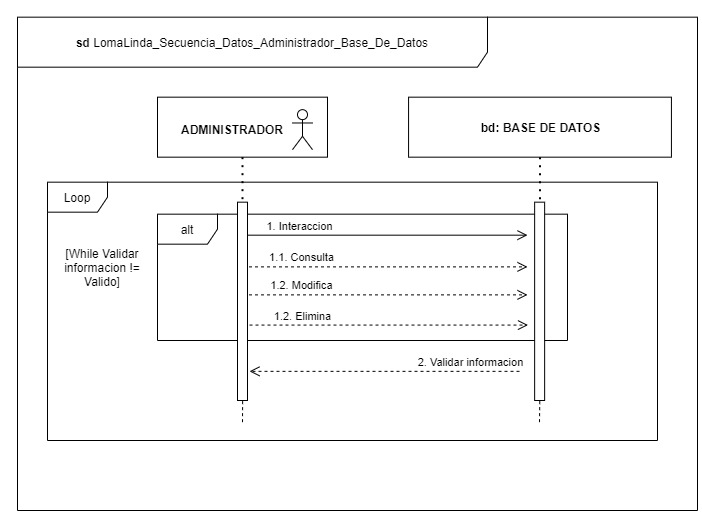 sd LomaLinda_Secuencia_Datos_Administrador_Base_De_Datos
ADMINISTRADOR
bd: BASE DE DATOS
Loop
alt
1. Interaccion
[While Validar
informacion !=
Valido]
1.1. Consulta
1.2. Modifica
1.2. Elimina
2. Validar informacion